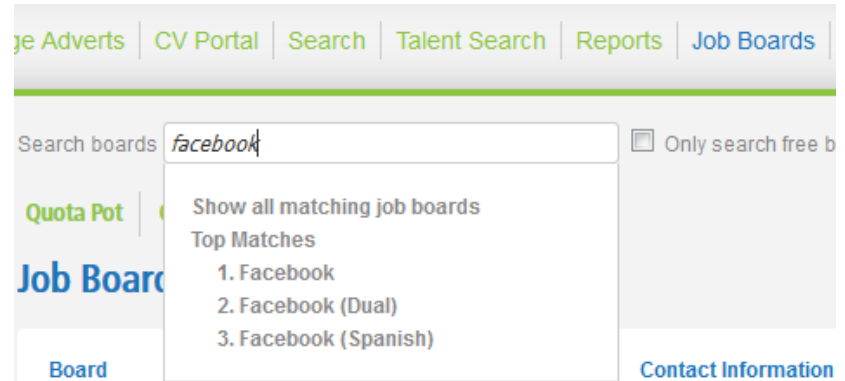 ge Adverts CV Portal Search Talent Search Reports Job Boards
Search boards facebook Only search free b
Quota Pot
Show all matching job boards
Top Matches
Job Board
1. Facebook
2. Facebook (Dual)
3. Facebook (Spanish)
Board Contact Information